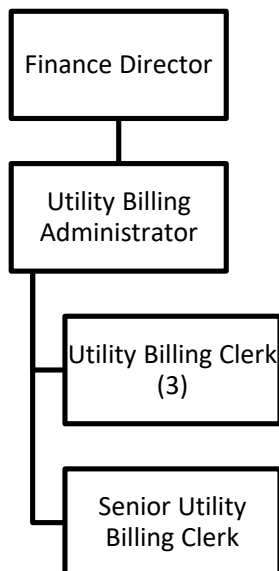 Finance Director
Utility Billing
Administrator
Utility Billing Clerk
(3)
Senior Utility
Billing Clerk